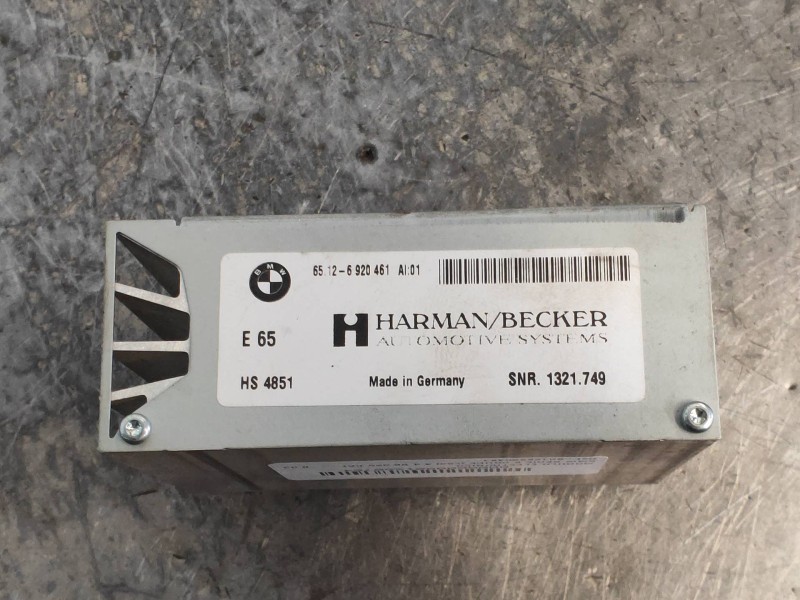 BMW
65.12-6 920 461 AI:01
E 65
HARMAN/BECKER
AUTOMOTIVE SYSTEMS
HS 4851
Made in Germany
SNR. 1321.749